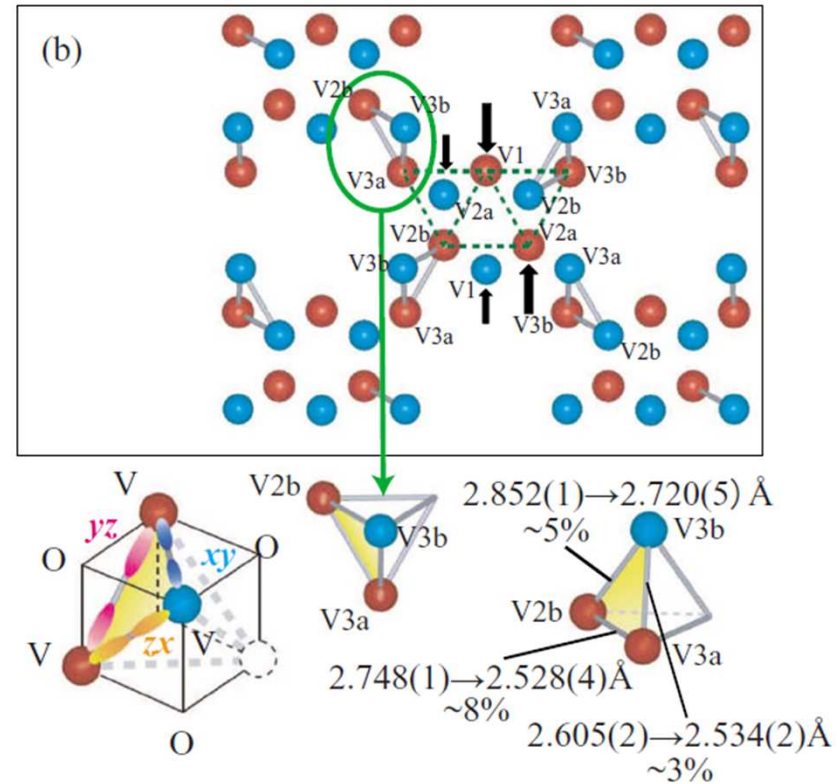 (b)
V2b
V3b
V3a
V3a
V1
V3b
V2a
V2b
V2b
V2a
V3b
V3a
V1
V3b
V3a
V2b
V
yz
xy
O
O
zx
V
V
O
V2b
V3b
V3a
2.852(1)→2.720(5) Å
~5%
V3b
V2b
V3a
2.748(1)→2.528(4)Å
~8%
2.605(2)→2.534(2)Å
~3%